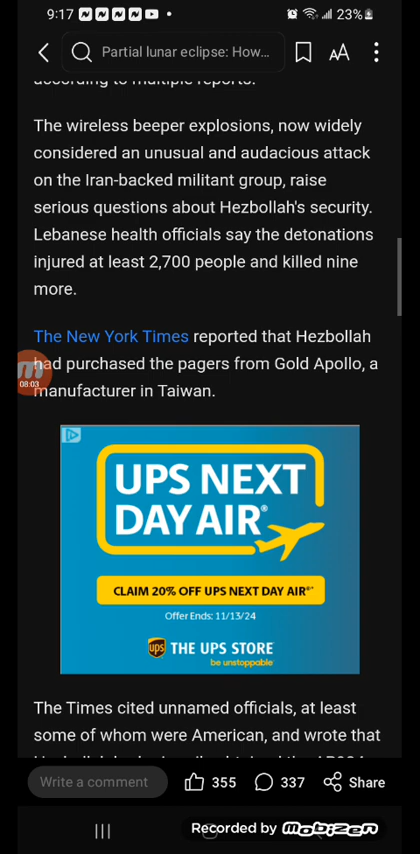 9:17
23%
Partial lunar eclipse: How...
AA
according to multiple reports.
The wireless beeper explosions, now widely
considered an unusual and audacious attack
on the Iran-backed militant group, raise
serious questions about Hezbollah's security.
Lebanese health officials say the detonations
injured at least 2,700 people and killed nine
more.
The New York Times reported that Hezbollah
had purchased the pagers from Gold Apollo, a
manufacturer in Taiwan.
08:03
UPS NEXT
DAY AIR®
CLAIM 20% OFF UPS NEXT DAY AIR®*
Offer Ends: 11/13/24
ups THE UPS STORE
be unstoppable
The Times cited unnamed officials, at least
some of whom were American, and wrote that
Write a comment
355
337
Share
Recorded by mobizen